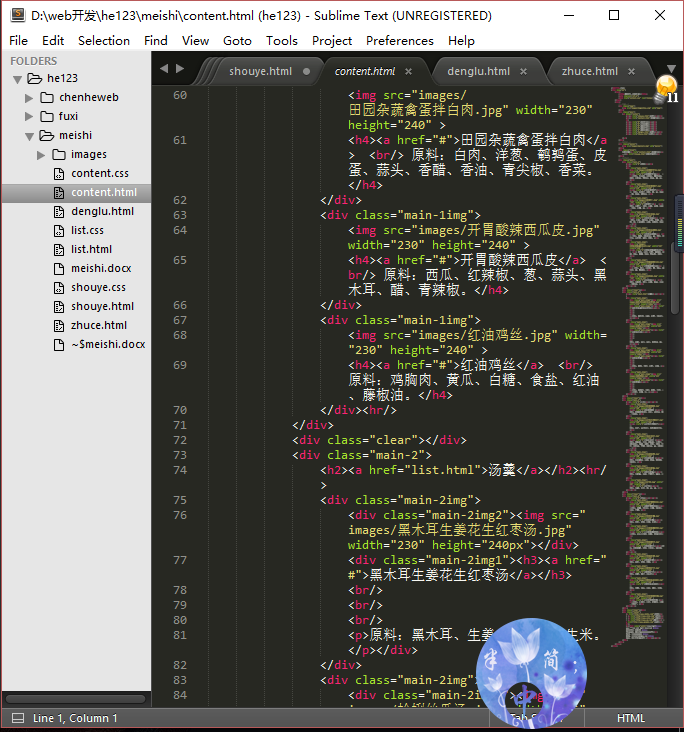 D:\web开发\he123\meishi\content.html (he123) - Sublime Text (UNREGISTERED)
File Edit Selection Find View Goto Tools Project Preferences Help
FOLDERS
he123
chenheweb
fuxi
meishi
images
content.css
content.html
denglu.html
list.css
list.html
meishi.docx
shouye.css
shouye.html
zhuce.html
~$meishi.docx
shouye.html content.html × denglu.html × zhuce.html ×
60 <img src="images/
田园杂蔬禽蛋拌白肉.jpg" width="230"
height="240" >
61 <h4><a href="#">田园杂蔬禽蛋拌白肉</a
> <br/> 原料: 白肉、洋葱、鹌鹑蛋、皮
蛋、蒜头、香醋、香油、青尖椒、香菜。
</h4>
62 </div>
63 <div class="main-1img">
64 <img src="images/开胃酸辣西瓜皮.jpg"
width="230" height="240" >
65 <h4><a href="#">开胃酸辣西瓜皮</a> <
br/> 原料: 西瓜、红辣椒、葱、蒜头、黑
木耳、醋、青辣椒。</h4>
66 </div>
67 <div class="main-1img">
68 <img src="images/红油鸡丝.jpg" width=
"230" height="240" >
69 <h4><a href="#">红油鸡丝</a> <br/>
原料: 鸡胸肉、黄瓜、白糖、食盐、红油
、藤椒油。</h4>
70 </div><hr/>
71 </div>
72 <div class="clear"></div>
73 <div class="main-2">
74 <h2><a href="list.html">汤羹</a></h2><hr/
>
75 <div class="main-2img">
76 <div class="main-2img2"><img src="
images/黑木耳生姜花生红枣汤.jpg"
width="230" height="240px"></div>
77 <div class="main-2img1"><h3><a href="
#">黑木耳生姜花生红枣汤</a></h3>
78 <br/>
79 <br/>
80 <br/>
81 <p>原料: 黑木耳、生姜 生米。
</p></div>
82 </div>
83 <div class="main-2img">
84 <div class="main-2img2"><img
半 简
中
Line 1, Column 1 HTML